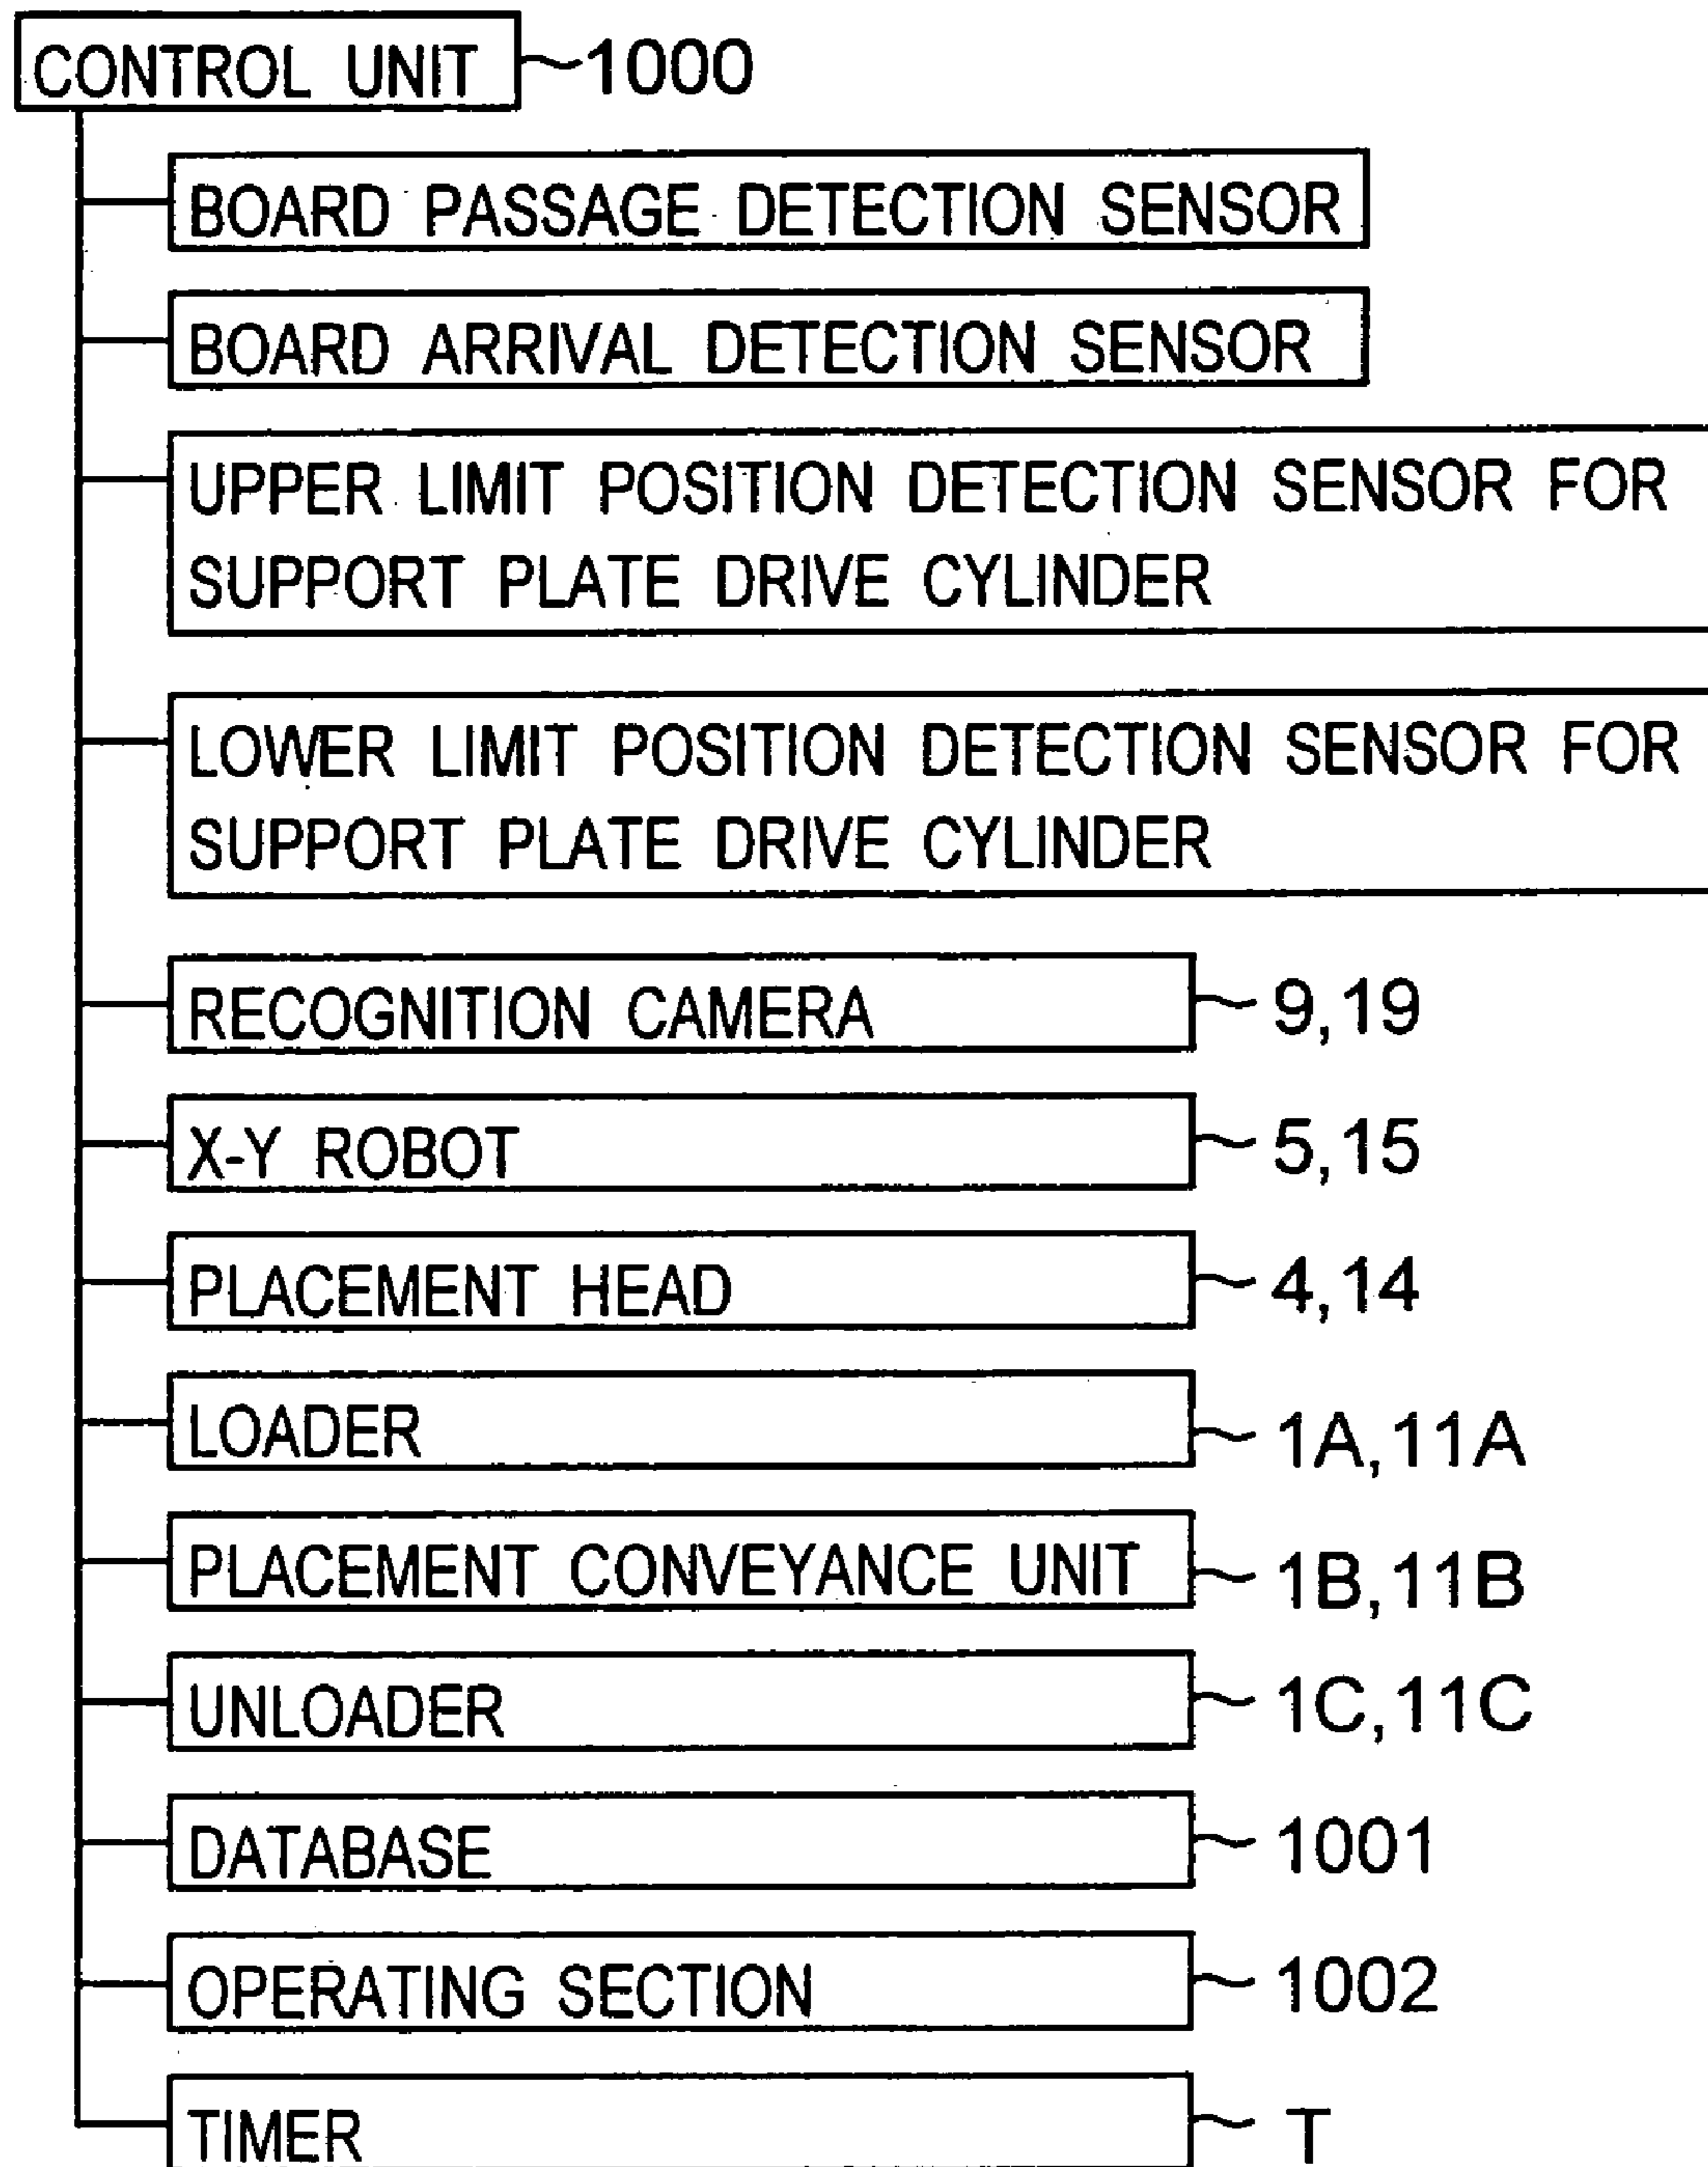 CONTROL UNIT 1000
BOARD PASSAGE DETECTION SENSOR
BOARD ARRIVAL DETECTION SENSOR
UPPER LIMIT POSITION DETECTION SENSOR FOR
SUPPORT PLATE DRIVE CYLINDER
LOWER LIMIT POSITION DETECTION SENSOR FOR
SUPPORT PLATE DRIVE CYLINDER
RECOGNITION CAMERA 9,19
X-Y ROBOT 5,15
PLACEMENT HEAD 4,14
LOADER 1A,11A
PLACEMENT CONVEYANCE UNIT 1B,11B
UNLOADER 1C,11C
DATABASE 1001
OPERATING SECTION 1002
TIMER T